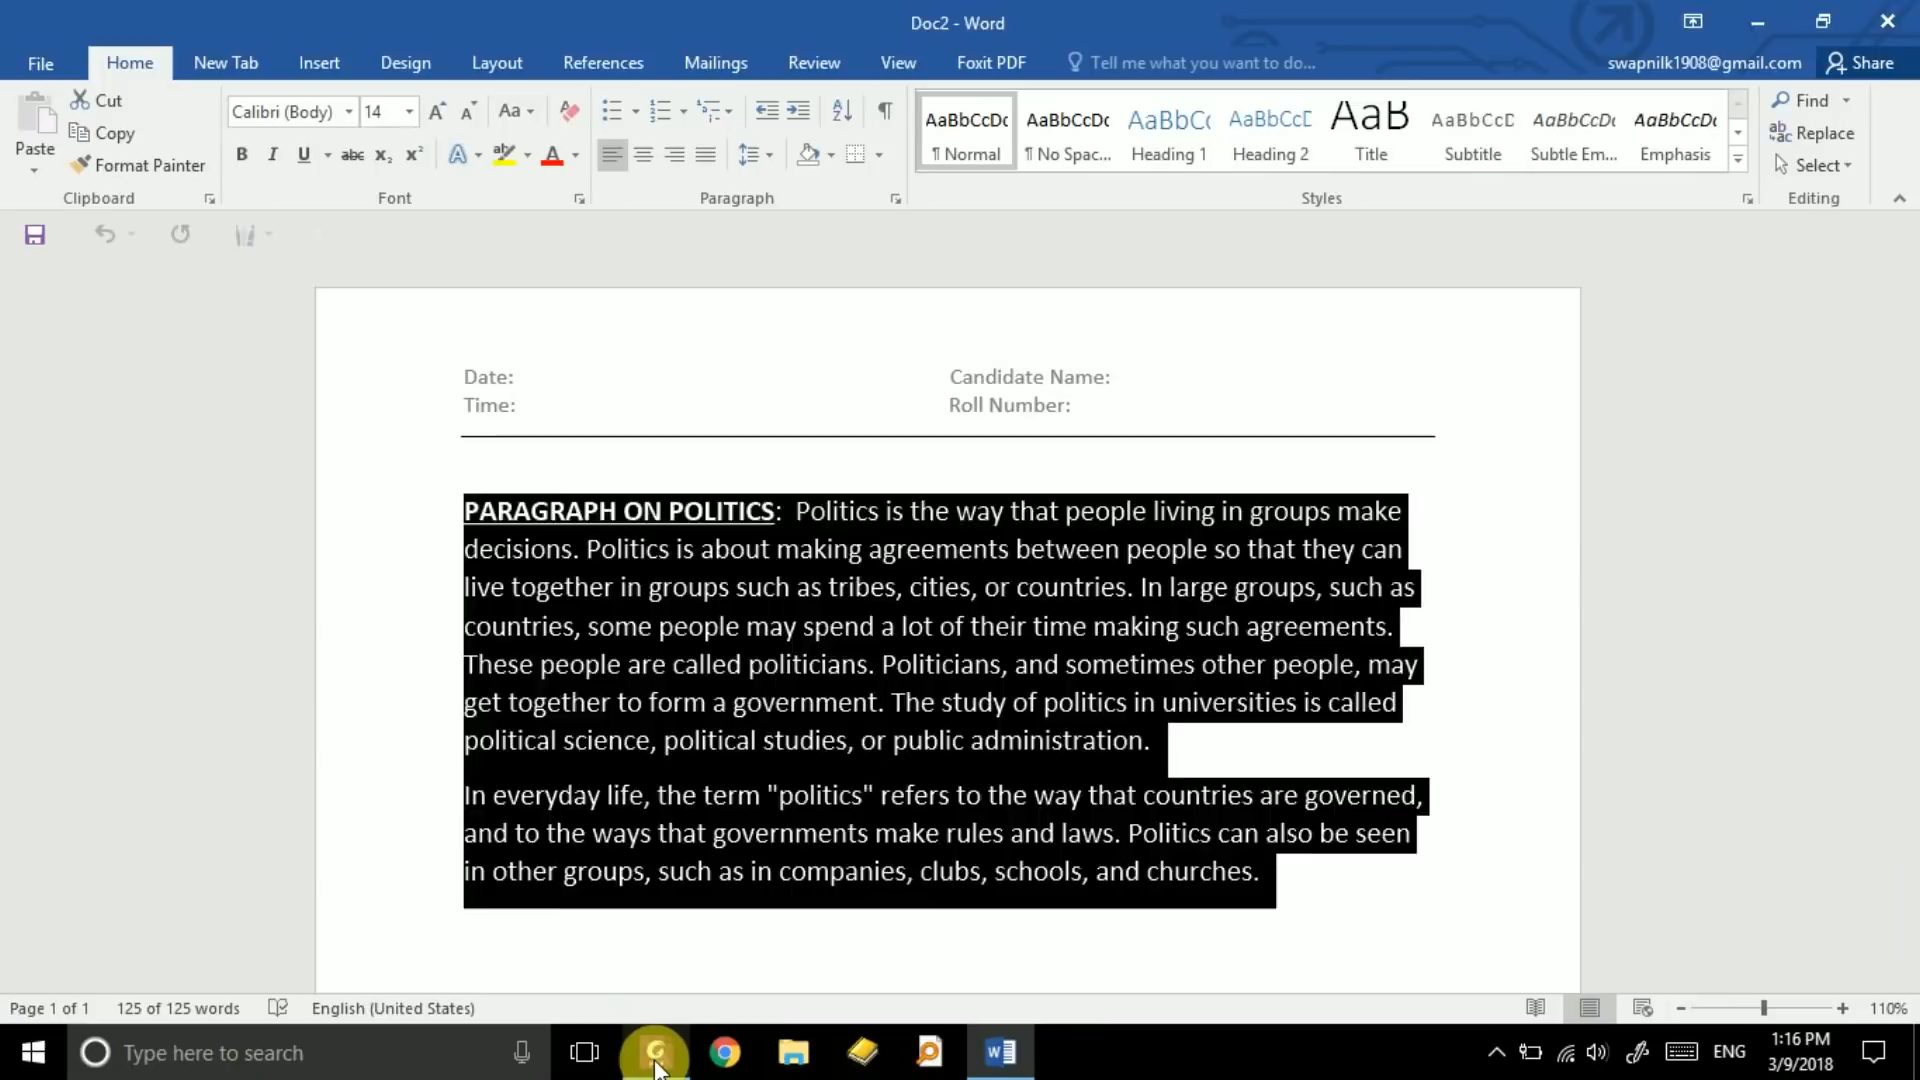 Doc2 - Word
File Home New Tab Insert Design Layout References Mailings Review View Foxit PDF Tell me what you want to do... swapnilk1908@gmail.com Share
Paste Cut Copy Format Painter
Clipboard
Calibri (Body) 14 Aa
B I U abc x₂ x² A ab A
Font
Paragraph
AaBbCcDc AaBbCcDc AaBbC( AaBbCcD AaB AaBbCcD AaBbCcDc AaBbCcDc
¶ Normal ¶ No Spac... Heading 1 Heading 2 Title Subtitle Subtle Em... Emphasis
Styles
Find
Replace
Select
Editing
Date: Candidate Name:
Time: Roll Number:
PARAGRAPH ON POLITICS: Politics is the way that people living in groups make
decisions. Politics is about making agreements between people so that they can
live together in groups such as tribes, cities, or countries. In large groups, such as
countries, some people may spend a lot of their time making such agreements.
These people are called politicians. Politicians, and sometimes other people, may
get together to form a government. The study of politics in universities is called
political science, political studies, or public administration.
In everyday life, the term "politics" refers to the way that countries are governed,
and to the ways that governments make rules and laws. Politics can also be seen
in other groups, such as in companies, clubs, schools, and churches.
Page 1 of 1 125 of 125 words English (United States) 110%
Type here to search ENG 1:16 PM
3/9/2018